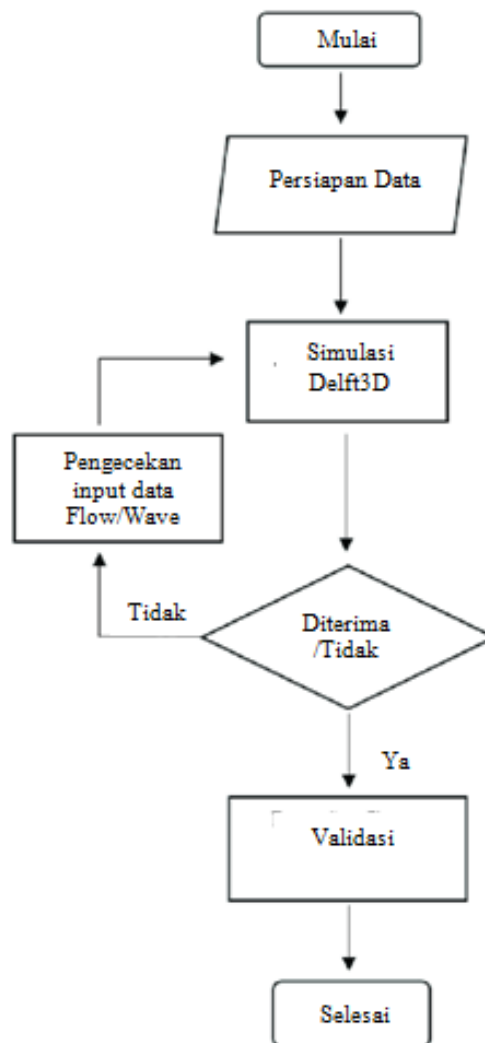 Mulai
Persiapan Data
Simulasi
Delft3D
Pengecekan
input data
Flow/Wave
Tidak
Diterima
/Tidak
Ya
Validasi
Selesai